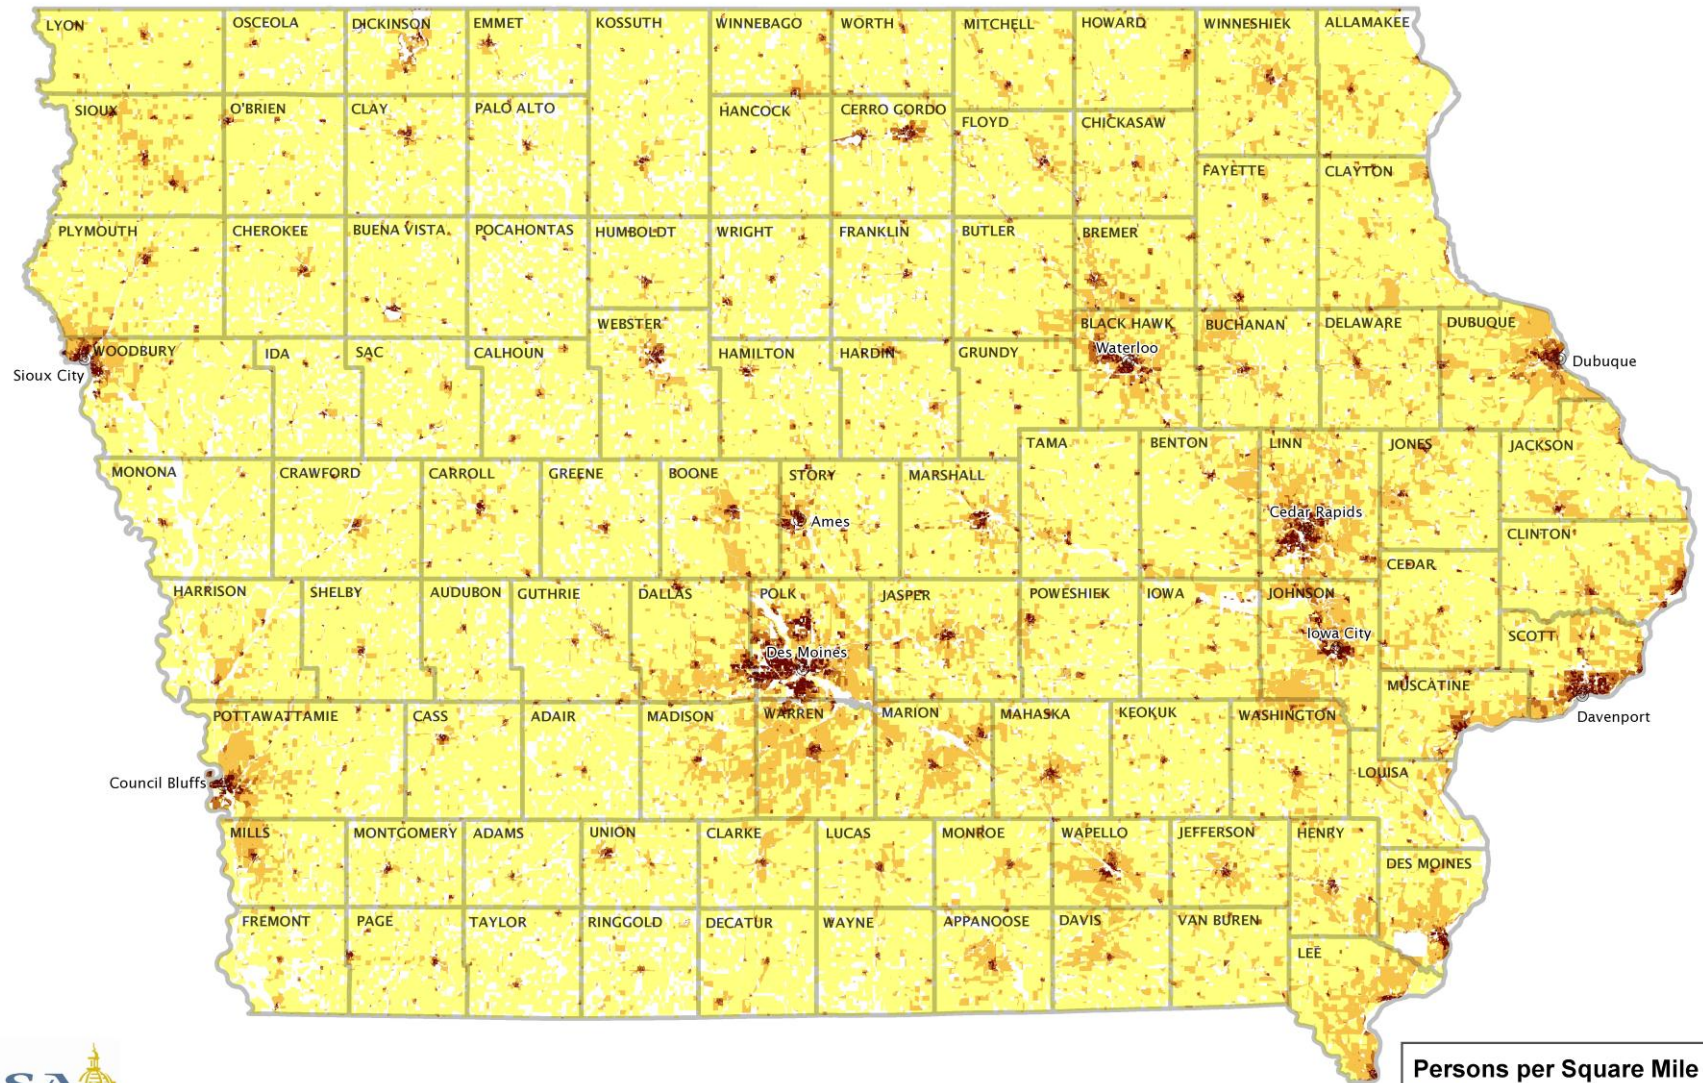 LYON
OSCEOLA
DICKINSON
EMMET
KOSSUTH
WINNEBAGO
WORTH
MITCHELL
HOWARD
WINNESHIEK
ALLAMAKEE
SIOUX
O'BRIEN
CLAY
PALO ALTO
HANCOCK
CERRO GORDO
FLOYD
CHICKASAW
FAYETTE
CLAYTON
PLYMOUTH
CHEROKEE
BUENA VISTA
POCAHONTAS
HUMBOLDT
WRIGHT
FRANKLIN
BUTLER
BREMER
WEBSTER
BLACK HAWK
Waterloo
BUCHANAN
DELAWARE
DUBUQUE
Dubuque
Sioux City
WOODBURY
IDA
SAC
CALHOUN
HAMILTON
HARDIN
GRUNDY
TAMA
BENTON
LINN
JONES
JACKSON
MONONA
CRAWFORD
CARROLL
GREENE
BOONE
STORY
MARSHALL
Ames
Cedar Rapids
CLINTON
CEDAR
HARRISON
SHELBY
AUDUBON
GUTHRIE
DALLAS
POLK
JASPER
POWESHIEK
IOWA
JOHNSON
Iowa City
SCOTT
Des Moines
MUSCATINE
Davenport
POTTAWATTAMIE
CASS
ADAIR
MADISON
WARREN
MARION
MAHASKA
KEOKUK
WASHINGTON
Council Bluffs
LOUISA
MILLS
MONTGOMERY
ADAMS
UNION
CLARKE
LUCAS
MONROE
WAPELLO
JEFFERSON
HENRY
DES MOINES
FREMONT
PAGE
TAYLOR
RINGGOLD
DECATUR
WAYNE
APPANOOSE
DAVIS
VAN BUREN
LEE
Persons per Square Mile